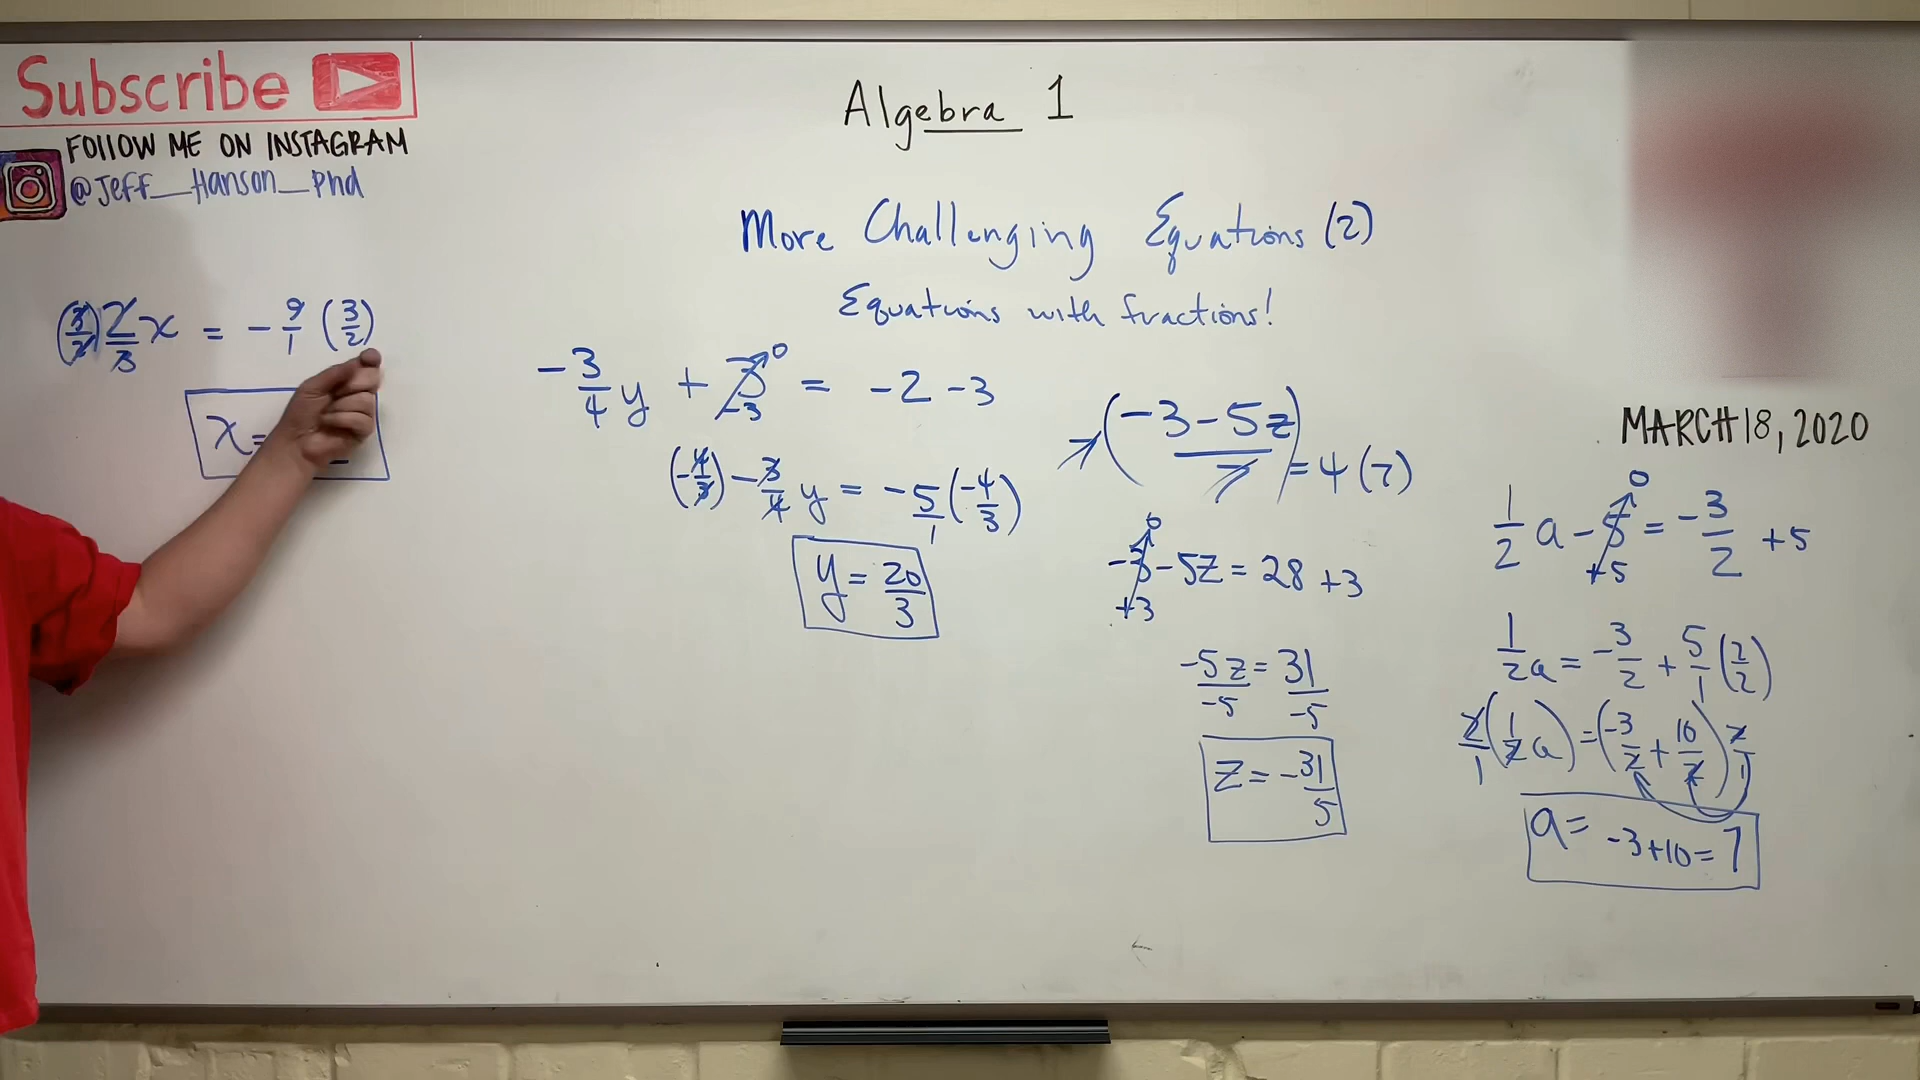 Subscribe
FOLLOW ME ON INSTAGRAM
@Jeff_Hanson_Phd
Algebra 1
More Challenging Equations (2)
Equations with fractions!
MARCH 18, 2020
(3/2) 2/3 x = - 9/1 (3/2)
x =
- 3/4 y + 3 = -2 - 3
-3
0
(-4/3) - 3/4 y = - 5/1 (-4/3)
y = 20/3
(-3 - 5z)/7 = 4 (7)
0
-3 - 5z = 28 + 3
+3
-5z = 31
-5 -5
z = - 31/5
0
1/2 a - 5 = - 3/2 + 5
+5
1/2 a = - 3/2 + 5/1 (2/2)
2/1 (1/2 a) = (-3/2 + 10/2) 2/1
a = -3+10 = 7